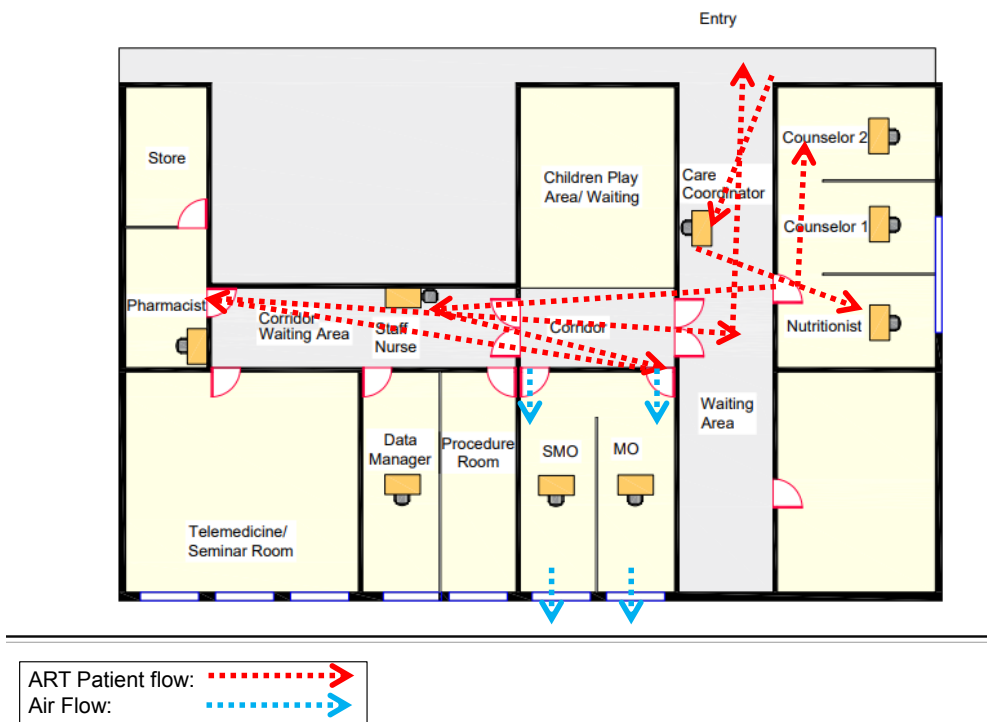 Entry
Store
Children Play
Area/ Waiting
Care
Coordinator
Counselor 2
Counselor 1
Pharmacist
Corridor
Waiting Area
Staff
Nurse
Corridor
Nutritionist
Waiting
Area
Data
Manager
Procedure
Room
SMO
MO
Telemedicine/
Seminar Room
ART Patient flow:
Air Flow: